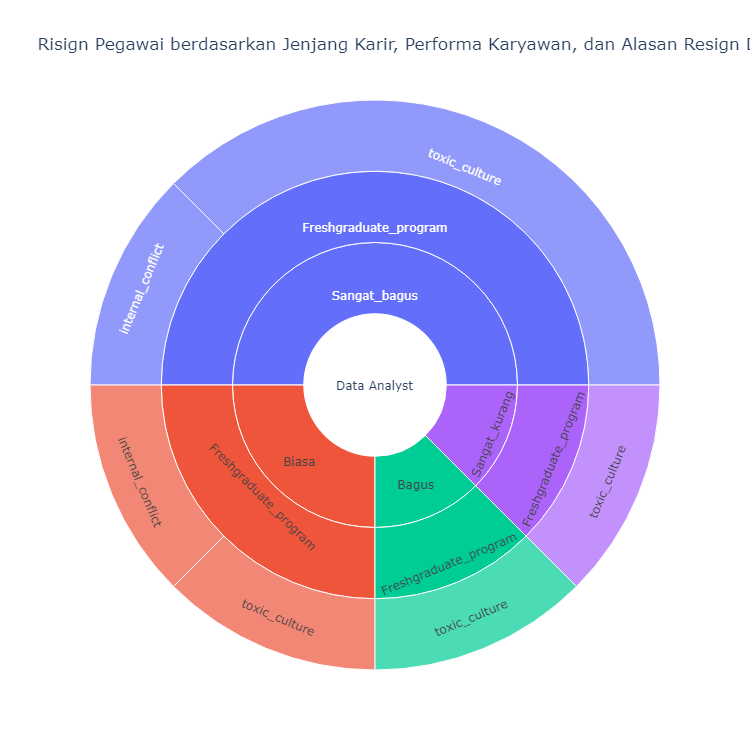 Risign Pegawai berdasarkan Jenjang Karir, Performa Karyawan, dan Alasan Resign
toxic_culture
Freshgraduate_program
internal_conflict
Sangat_bagus
Data Analyst
Sangat_kurang
Freshgraduate_program
toxic_culture
Biasa
Freshgraduate_program
internal_conflict
toxic_culture
Bagus
Freshgraduate_program
toxic_culture